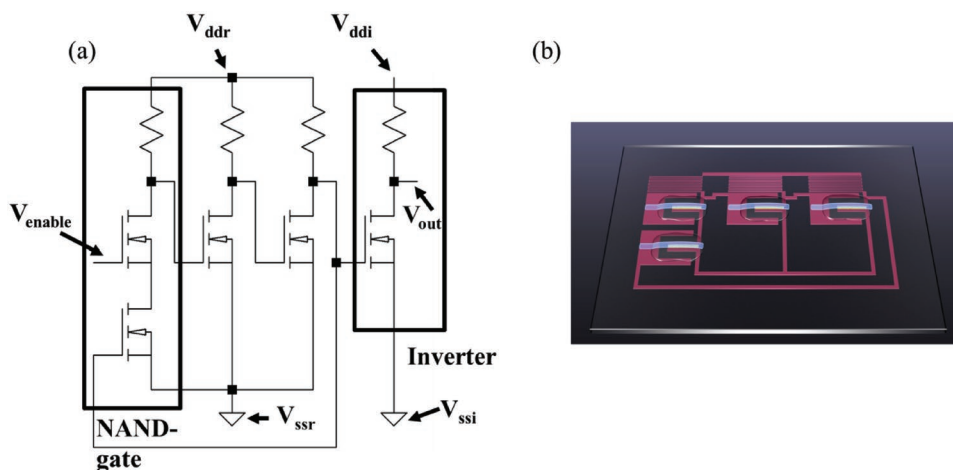 V_ddr
V_ddi
(a)
(b)
V_enable
V_out
Inverter
V_ssr
V_ssi
NAND-
gate